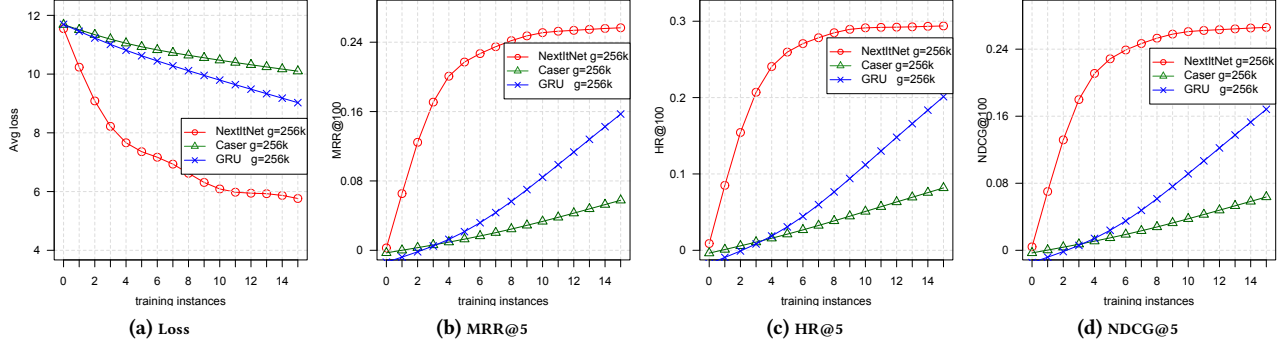 12
10
8
6
4
Avg loss
0 2 4 6 8 10 12 14
training instances
NextItNet g=256k
Caser g=256k
GRU g=256k
(a) Loss
0.24
0.16
0.08
0
MRR@100
0 2 4 6 8 10 12 14
training instances
NextItNet g=256k
Caser g=256k
GRU g=256k
(b) MRR@5
0.3
0.2
0.1
0
HR@100
0 2 4 6 8 10 12 14
training instances
NextItNet g=256k
Caser g=256k
GRU g=256k
(c) HR@5
0.24
0.16
0.08
0
NDCG@100
0 2 4 6 8 10 12 14
training instances
NextItNet g=256k
Caser g=256k
GRU g=256k
(d) NDCG@5